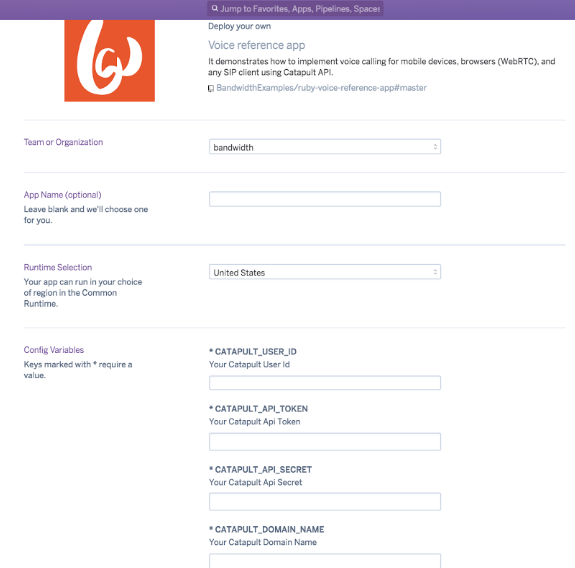 Jump to Favorites, Apps, Pipelines, Spaces
Deploy your own
Voice reference app
It demonstrates how to implement voice calling for mobile devices, browsers (WebRTC), and
any SIP client using Catapult API.
BandwidthExamples/ruby-voice-reference-app#master
Team or Organization
bandwidth
App Name (optional)
Leave blank and we'll choose one
for you.
Runtime Selection
United States
Your app can run in your choice
of region in the Common
Runtime.
Config Variables
Keys marked with * require a
value.
* CATAPULT_USER_ID
Your Catapult User Id
* CATAPULT_API_TOKEN
Your Catapult Api Token
* CATAPULT_API_SECRET
Your Catapult Api Secret
* CATAPULT_DOMAIN_NAME
Your Catapult Domain Name